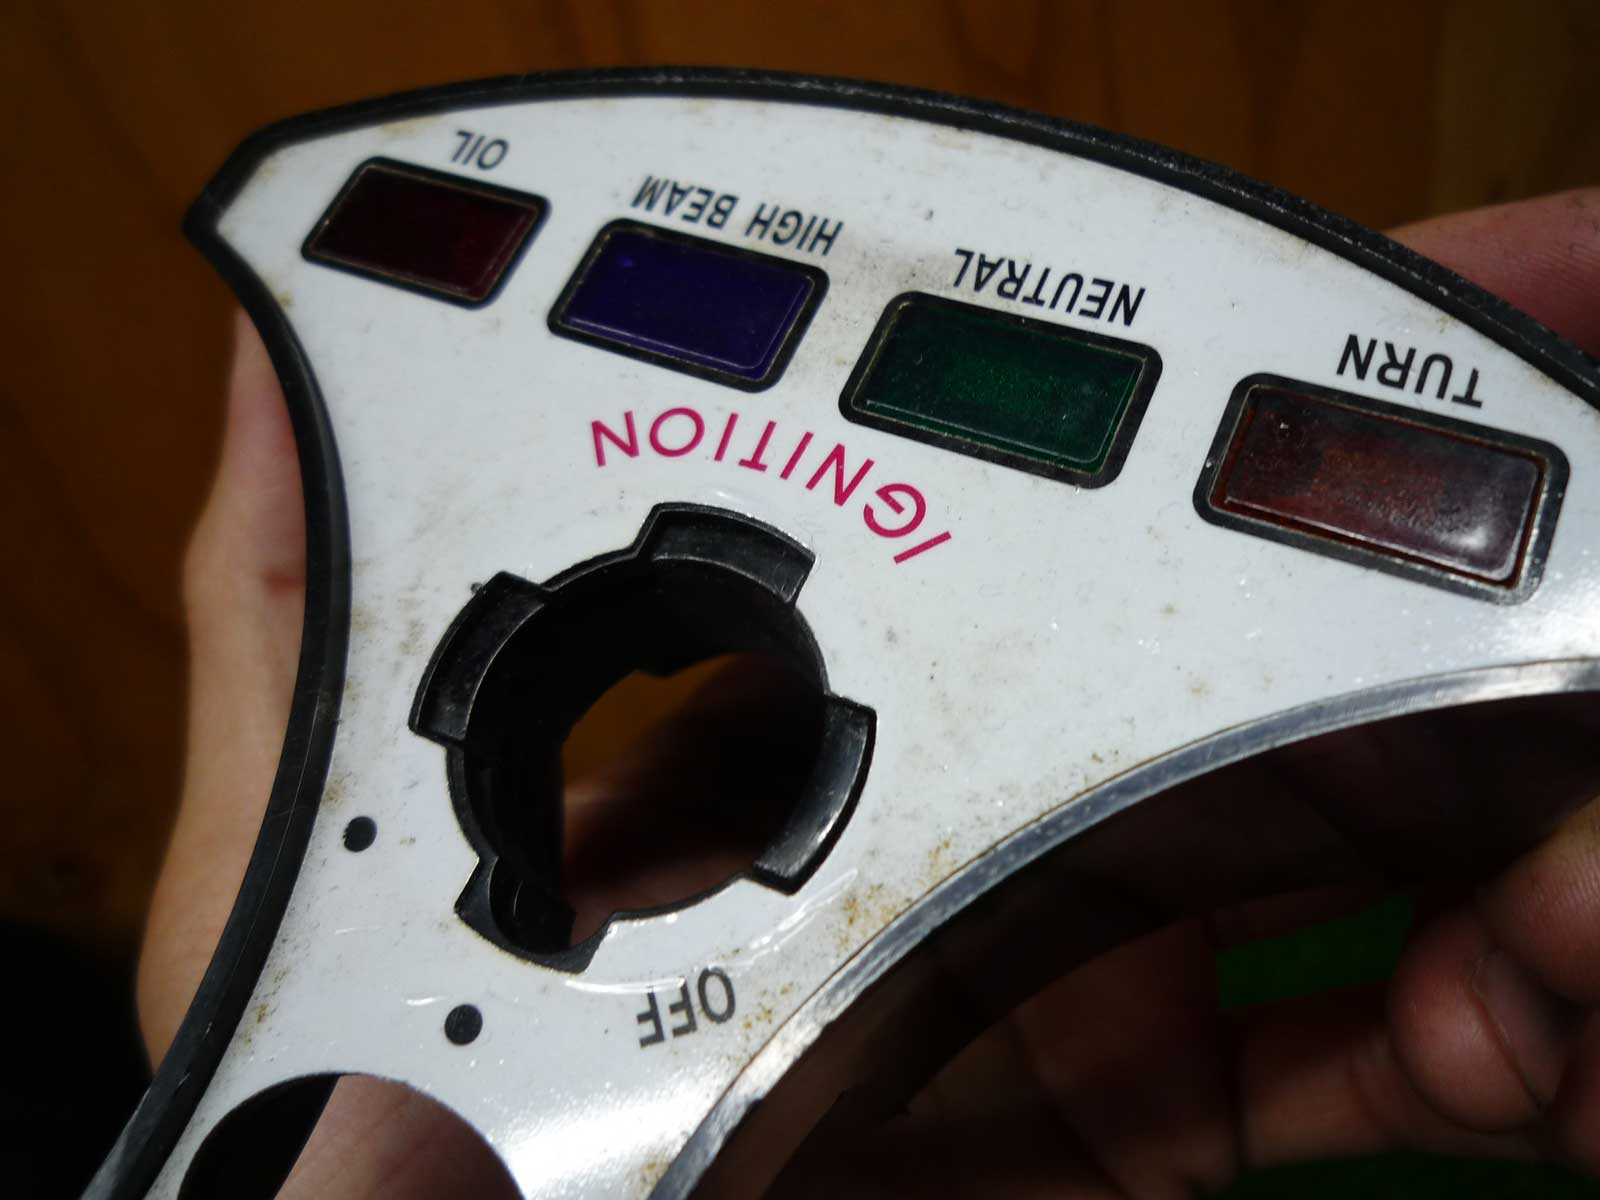 OFF
IGNITION
TURN
NEUTRAL
HIGH BEAM
OIL